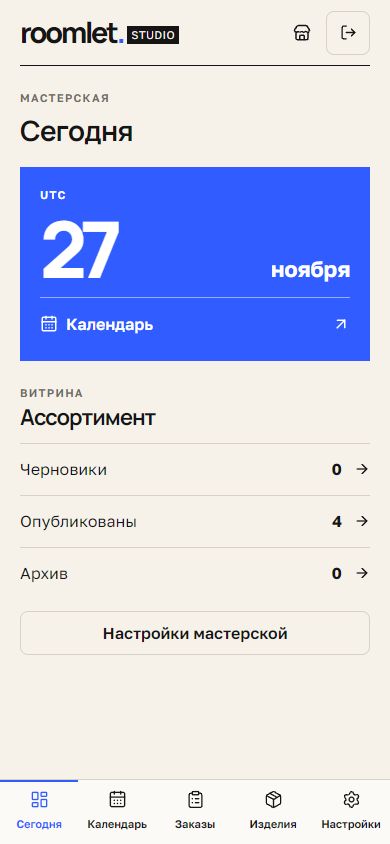 roomlet. STUDIO
МАСТЕРСКАЯ
Сегодня
UTC
27 ноября
Календарь
ВИТРИНА
Ассортимент
Черновики 0
Опубликованы 4
Архив 0
Настройки мастерской
Сегодня Календарь Заказы Изделия Настройки